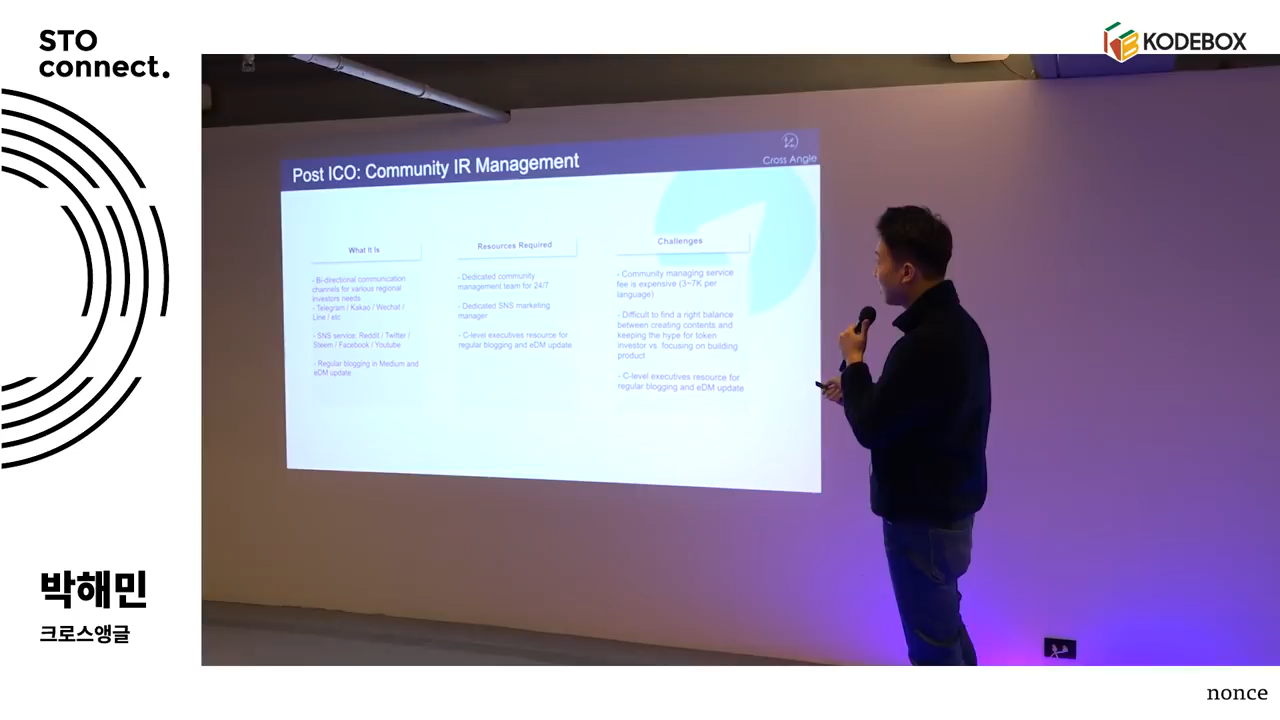 STO
connect.
KODEBOX
Post ICO: Community IR Management
Cross Angle
What It Is
- Bi-directional communication
channels for various regional
investors needs
- Telegram / Kakao / Wechat /
Line / etc
- SNS service: Reddit / Twitter /
Steem / Facebook / Youtube
- Regular blogging in Medium and
eDM update
Resources Required
- Dedicated community
management team for 24/7
- Dedicated SNS marketing
manager
- C-level executives resource for
regular blogging and eDM update
Challenges
- Community managing service
fee is expensive (3~7K per
language)
- Difficult to find a right balance
between creating contents and
keeping the hype for token
investor vs. focusing on building
product
- C-level executives resource for
regular blogging and eDM update
박해민
크로스앵글
nonce